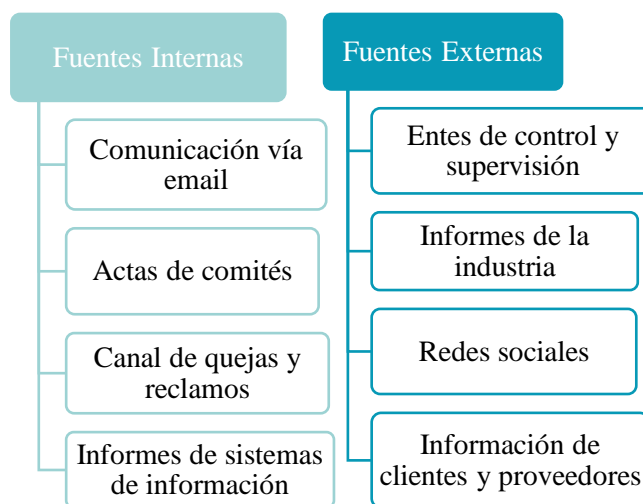 Fuentes Internas
Comunicación vía
email
Actas de comités
Canal de quejas y
reclamos
Informes de sistemas
de información
Fuentes Externas
Entes de control y
supervisión
Informes de la
industria
Redes sociales
Información de
clientes y proveedores